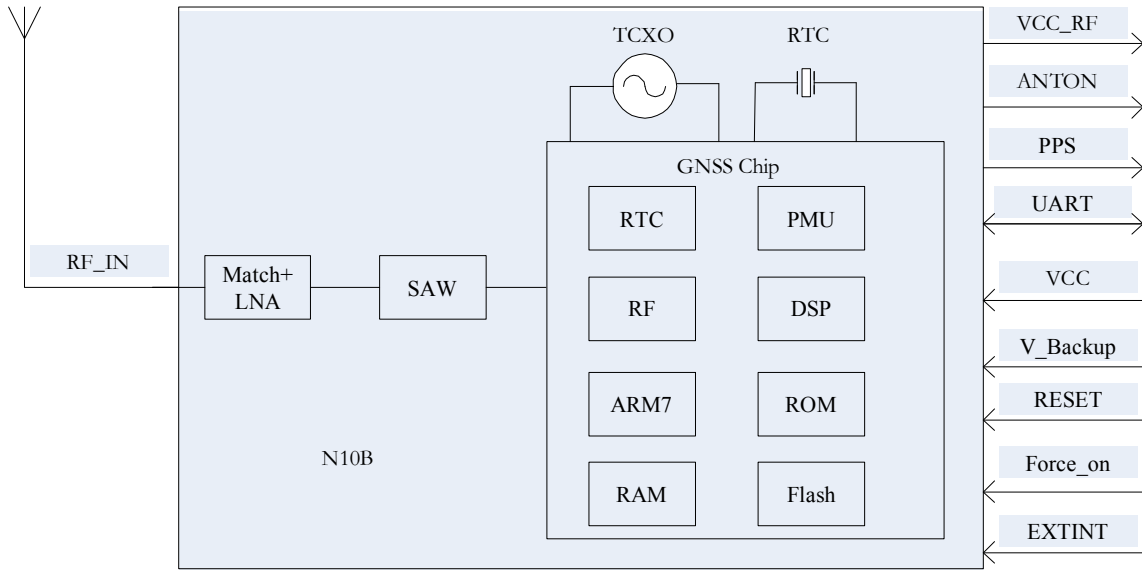 TCXO
RTC
VCC_RF
ANTON
PPS
UART
VCC
V_Backup
RESET
Force_on
EXTINT
GNSS Chip
RTC
PMU
RF
DSP
ARM7
ROM
RAM
Flash
RF_IN
Match+
LNA
SAW
N10B